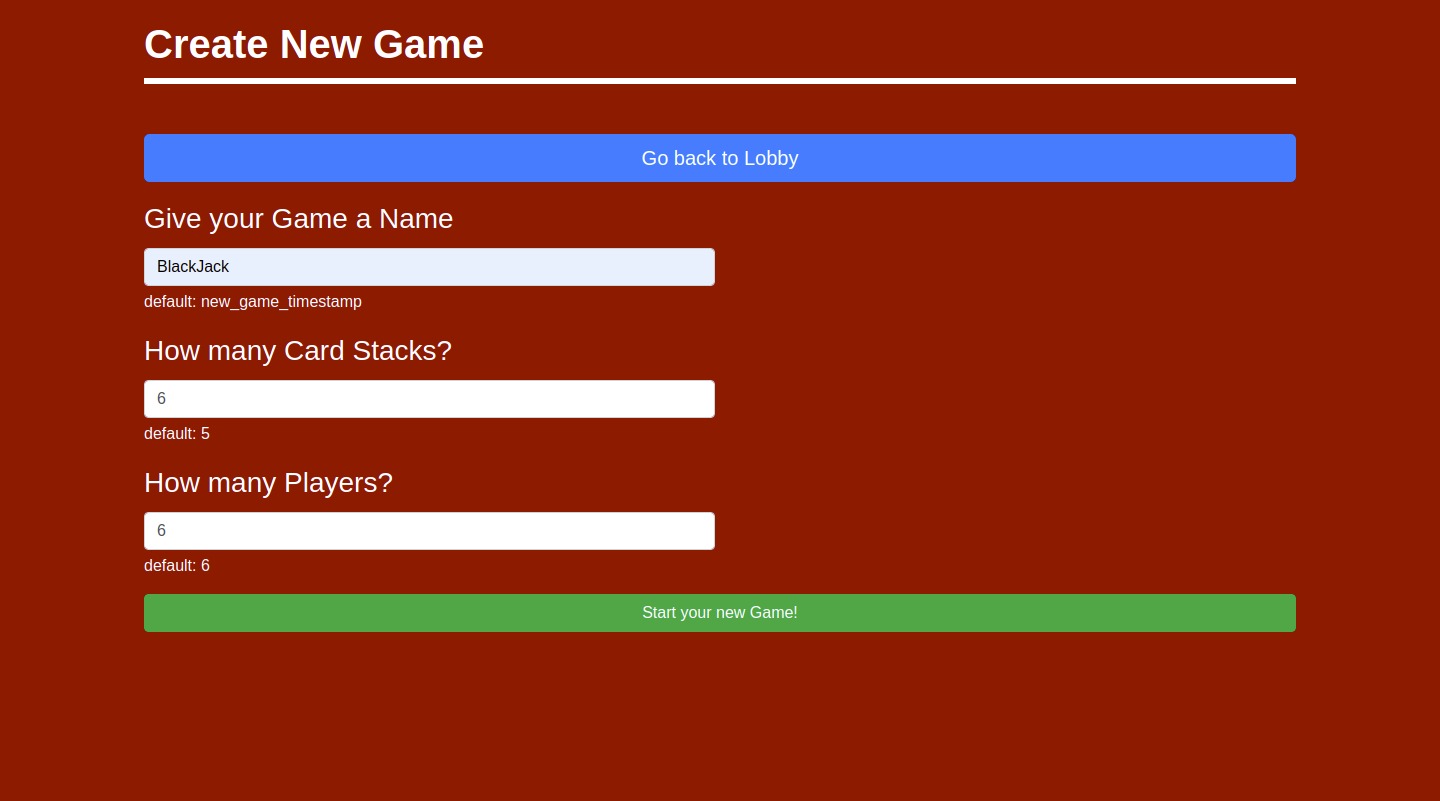 Create New Game
Go back to Lobby
Give your Game a Name
BlackJack
default: new_game_timestamp
How many Card Stacks?
6
default: 5
How many Players?
6
default: 6
Start your new Game!